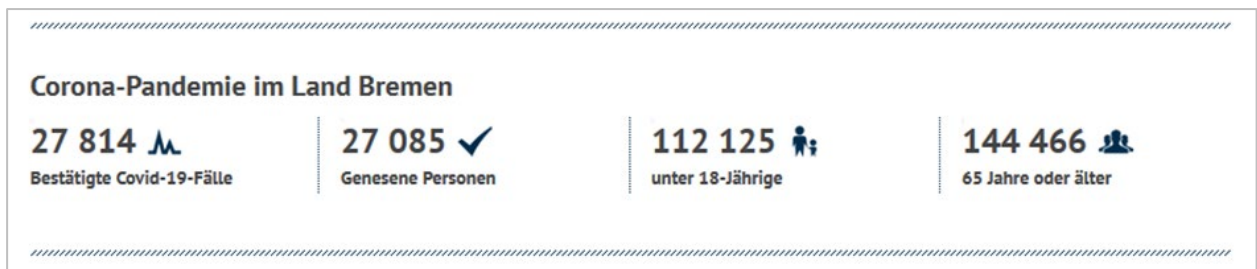 Corona-Pandemie im Land Bremen
27 814
Bestätigte Covid-19-Fälle
27 085
Genesene Personen
112 125
unter 18-Jährige
144 466
65 Jahre oder älter